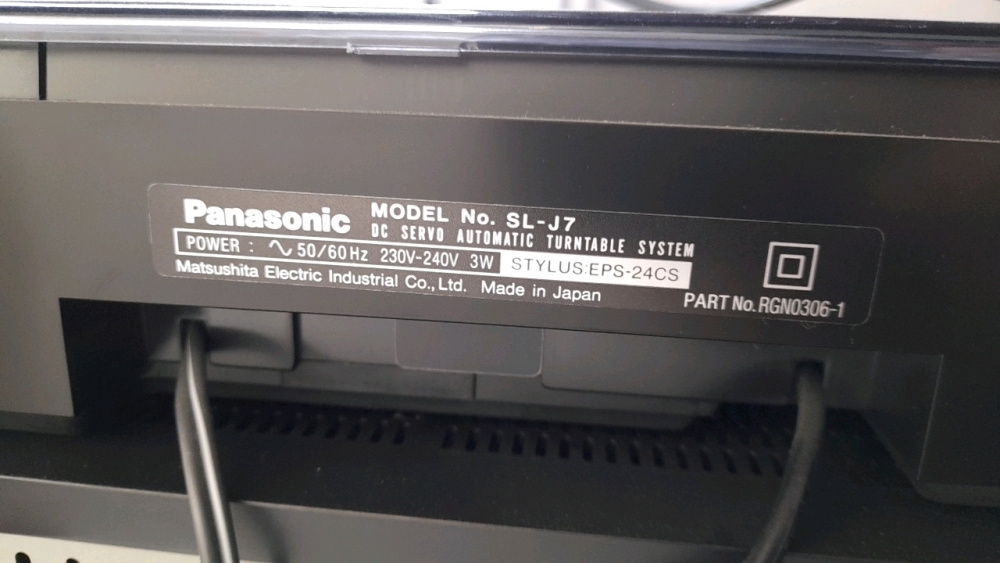 Panasonic MODEL No. SL-J7
DC SERVO AUTOMATIC TURNTABLE SYSTEM
POWER : ∿ 50/60Hz 230V-240V 3W STYLUS:EPS-24CS
Matsushita Electric Industrial Co., Ltd. Made in Japan
PART No. RGN0306-1